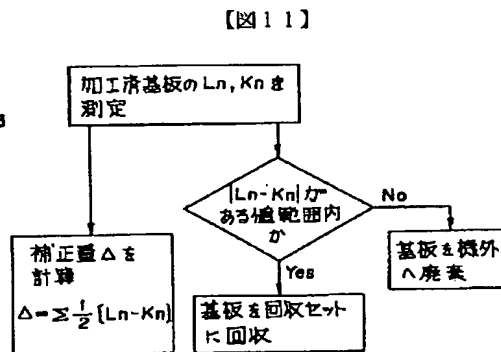 【図11】
加工済基板のLn,Knを
測定
|Ln-Kn|が
ある値範囲内
か
No
Yes
補正量Δを
計算
Δ=Σ1/2{Ln-Kn}
基板を回収セット
に回収
基板を機外
へ廃棄